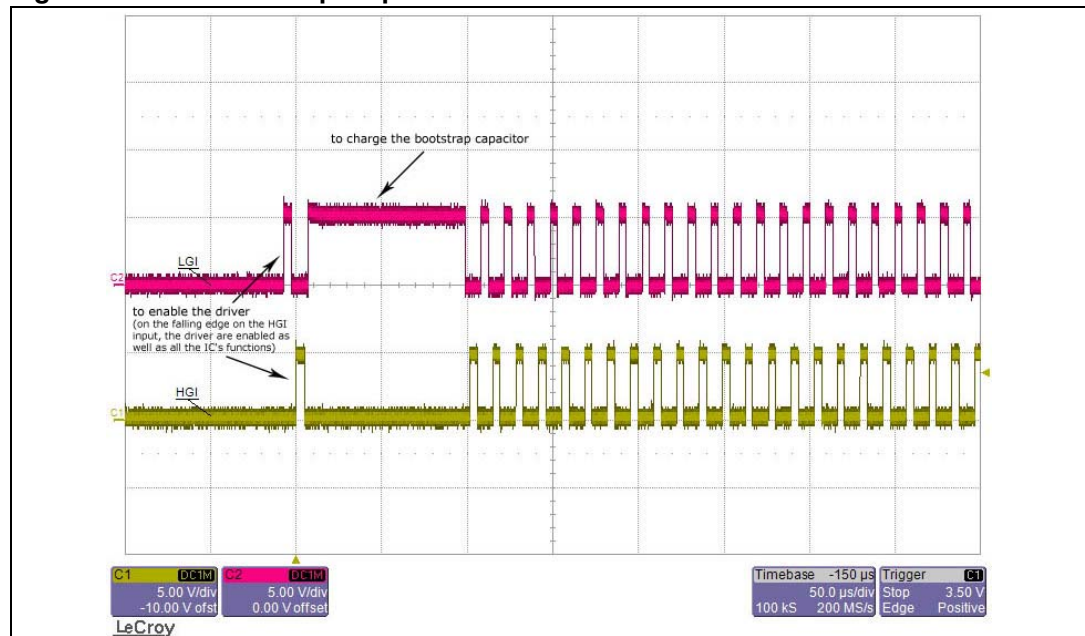 to charge the bootstrap capacitor
LGI
C2
to enable the driver
(on the falling edge on the HGI
input, the driver are enabled as
well as all the IC's functions)
HGI
C1
C1 DC1M
5.00 V/div
-10.00 V ofst
C2 DC1M
5.00 V/div
0.00 V offset
Timebase -150 µs
50.0 µs/div
100 kS 200 MS/s
Trigger C1
Stop 3.50 V
Edge Positive
LeCroy